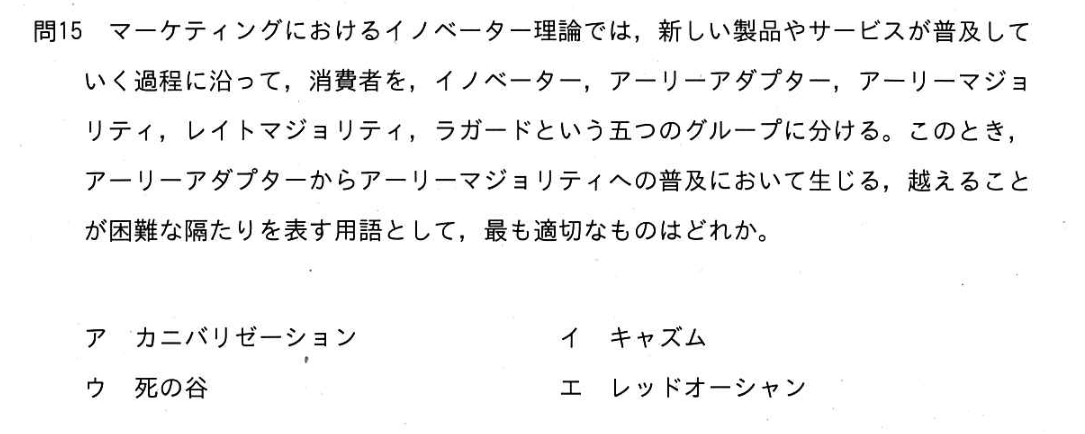 問15 マーケティングにおけるイノベーター理論では，新しい製品やサービスが普及して
いく過程に沿って，消費者を，イノベーター，アーリーアダプター，アーリーマジョ
リティ，レイトマジョリティ，ラガードという五つのグループに分ける。このとき，
アーリーアダプターからアーリーマジョリティへの普及において生じる，越えること
が困難な隔たりを表す用語として，最も適切なものはどれか。
ア カニバリゼーション イ キャズム
ウ 死の谷 エ レッドオーシャン